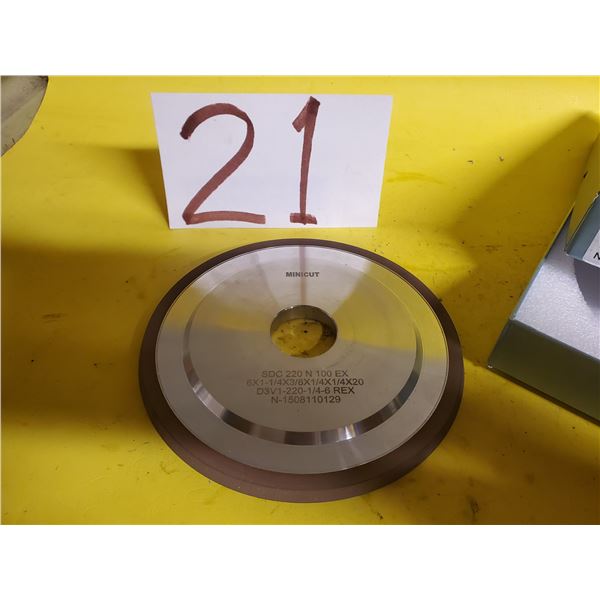 21
MINICUT
SDC 220 N 100 EX
6X1-1/4X3/8X1/4X1/4X20
D3V1-220-1/4-6 REX
N-1508110129
N